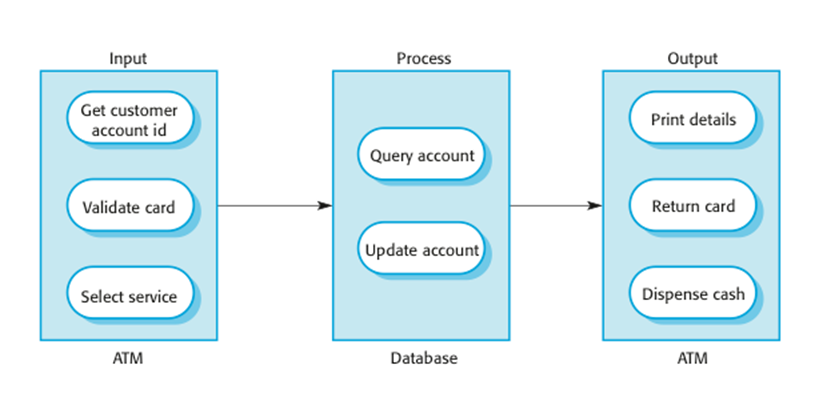 Input
Get customer
account id
Validate card
Select service
ATM
Process
Query account
Update account
Database
Output
Print details
Return card
Dispense cash
ATM